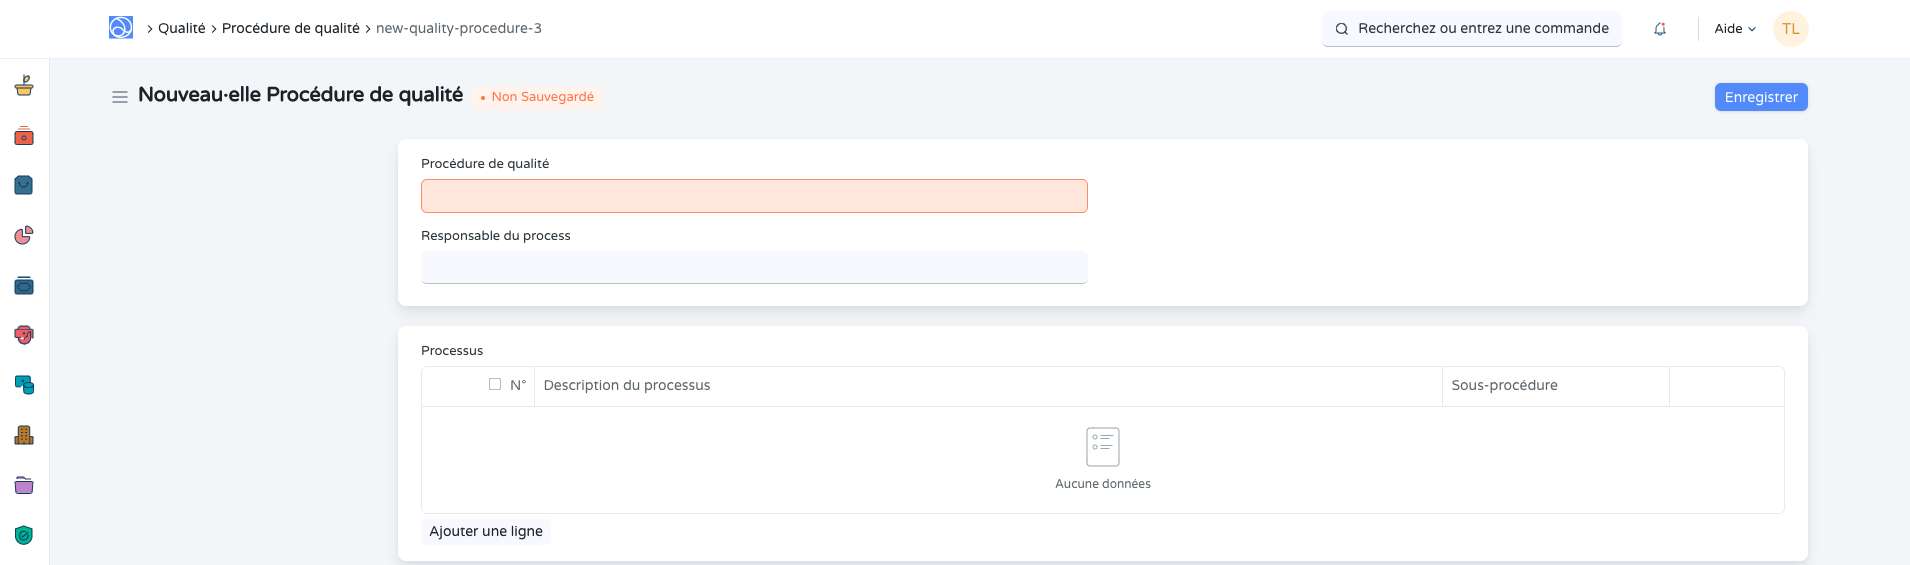 Qualité Procédure de qualité new-quality-procedure-3
Recherchez ou entrez une commande
Aide
TL
Nouveau·elle Procédure de qualité
Non Sauvegardé
Enregistrer
Procédure de qualité
Responsable du process
Processus
N° Description du processus Sous-procédure
Aucune données
Ajouter une ligne